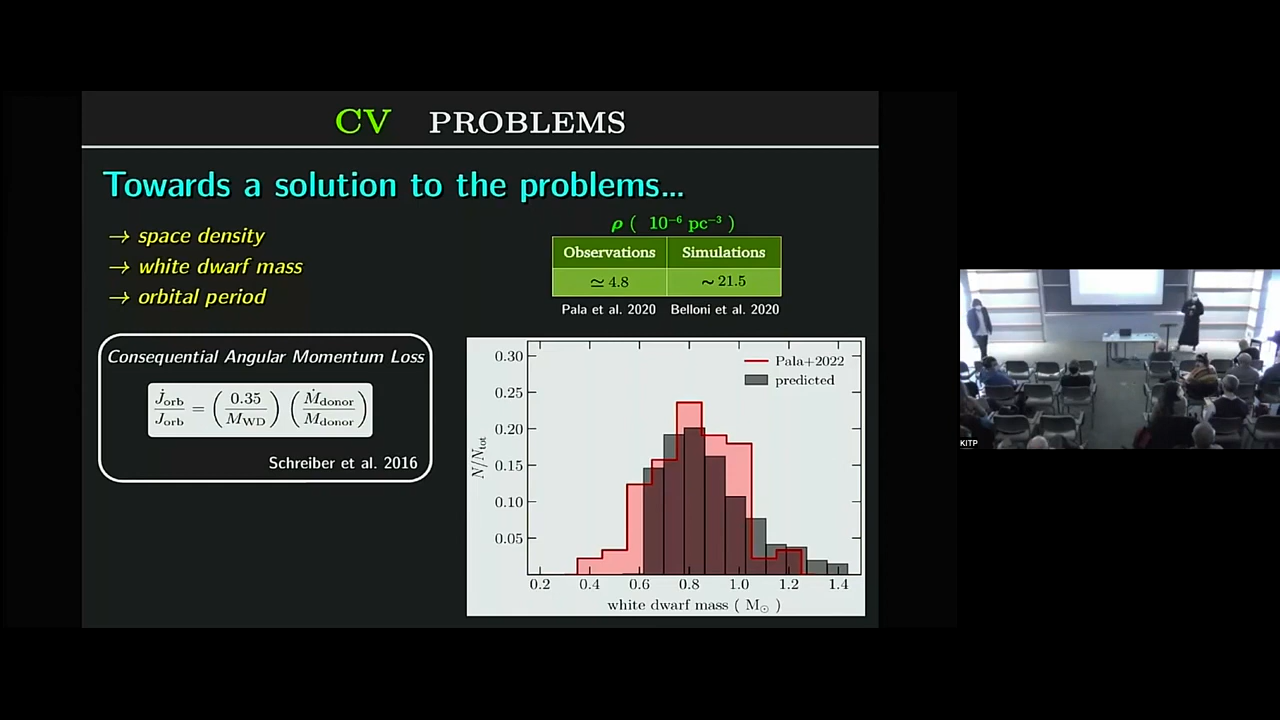 CV PROBLEMS
Towards a solution to the problems...
→ space density
→ white dwarf mass
→ orbital period
ρ ( 10⁻⁶ pc⁻³ )
Observations Simulations
≃ 4.8 ∼ 21.5
Pala et al. 2020 Belloni et al. 2020
Consequential Angular Momentum Loss
J̇orb / Jorb = ( 0.35 / MWD ) ( Ṁdonor / Mdonor )
Schreiber et al. 2016
Pala+2022
predicted
N/Ntot
0.30
0.25
0.20
0.15
0.10
0.05
0.2 0.4 0.6 0.8 1.0 1.2 1.4
white dwarf mass ( M⊙ )
KITP